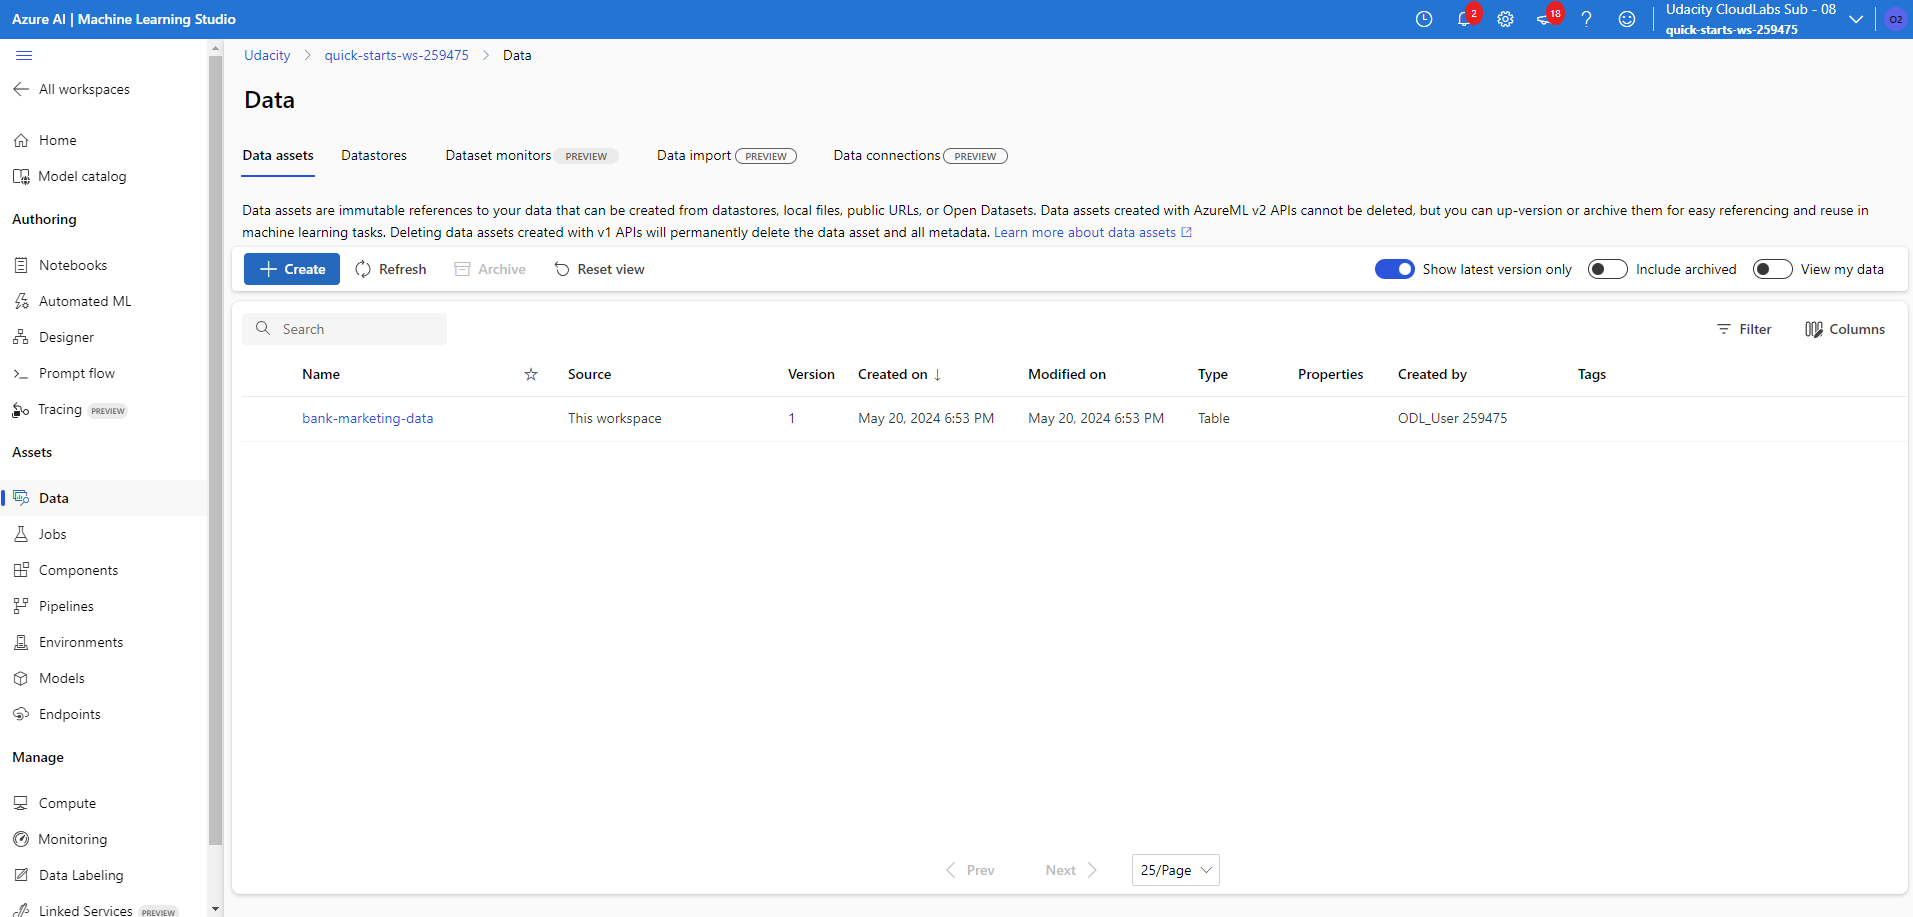 Azure AI | Machine Learning Studio
2
18
Udacity CloudLabs Sub - 08
quick-starts-ws-259475
O2
All workspaces
Home
Model catalog
Authoring
Notebooks
Automated ML
Designer
Prompt flow
Tracing PREVIEW
Assets
Data
Jobs
Components
Pipelines
Environments
Models
Endpoints
Manage
Compute
Monitoring
Data Labeling
Linked Services PREVIEW
Udacity > quick-starts-ws-259475 > Data
Data
Data assets Datastores Dataset monitors PREVIEW Data import PREVIEW Data connections PREVIEW
Data assets are immutable references to your data that can be created from datastores, local files, public URLs, or Open Datasets. Data assets created with AzureML v2 APIs cannot be deleted, but you can up-version or archive them for easy referencing and reuse in
machine learning tasks. Deleting data assets created with v1 APIs will permanently delete the data asset and all metadata. Learn more about data assets
Create Refresh Archive Reset view Show latest version only Include archived View my data
Search Filter Columns
Name Source Version Created on ↓ Modified on Type Properties Created by Tags
bank-marketing-data This workspace 1 May 20, 2024 6:53 PM May 20, 2024 6:53 PM Table ODL_User 259475
Prev Next 25/Page